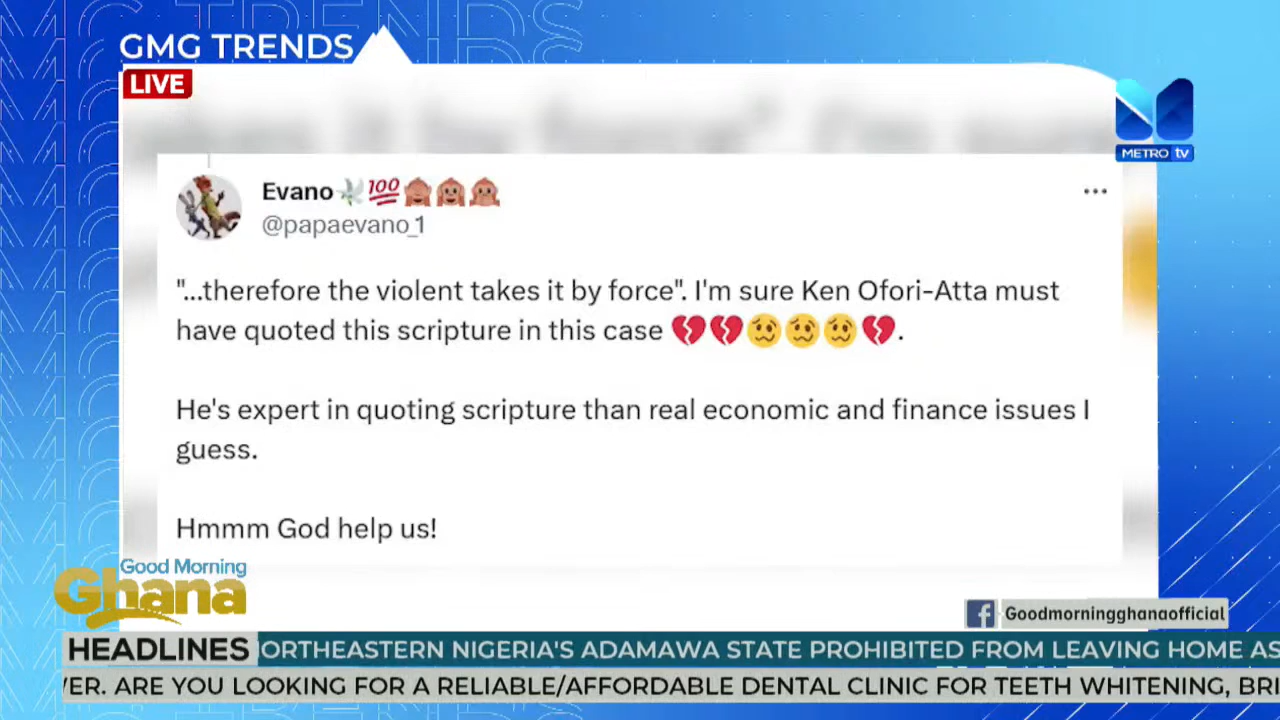 GMG TRENDS
LIVE
METRO tv
Evano🕊️💯🙈🙉🙊
@papaevano_1
"...therefore the violent takes it by force". I'm sure Ken Ofori-Atta must
have quoted this scripture in this case 💔💔🥴🥴🥴💔.
He's expert in quoting scripture than real economic and finance issues I
guess.
Hmmm God help us!
Good Morning
Ghana
Goodmorningghanaofficial
HEADLINES ORTHEASTERN NIGERIA'S ADAMAWA STATE PROHIBITED FROM LEAVING HOME AS
VER. ARE YOU LOOKING FOR A RELIABLE/AFFORDABLE DENTAL CLINIC FOR TEETH WHITENING, BRI